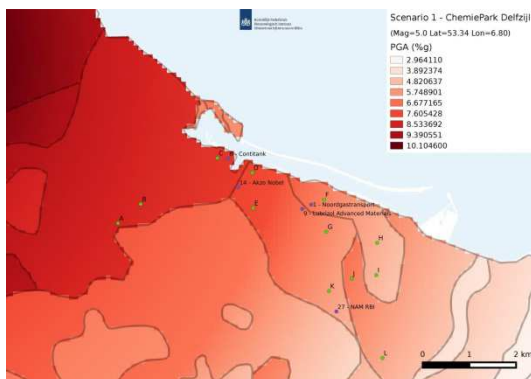 Scenario 1 - ChemiePark Delfzijl
(Mag=5.0 Lat=53.34 Lon=6.80)
PGA (%g)
2.964110
3.892374
4.820637
5.748901
6.677165
7.605428
8.533692
9.390551
10.104600
C
Contitank
D
14 - Akzo Nobel
B
E
F
1 - Noordgastransport
9 - Lubrizol Advanced Materials
A
G
H
I
J
K
27 - NAM RBI
L
0 1 2 km